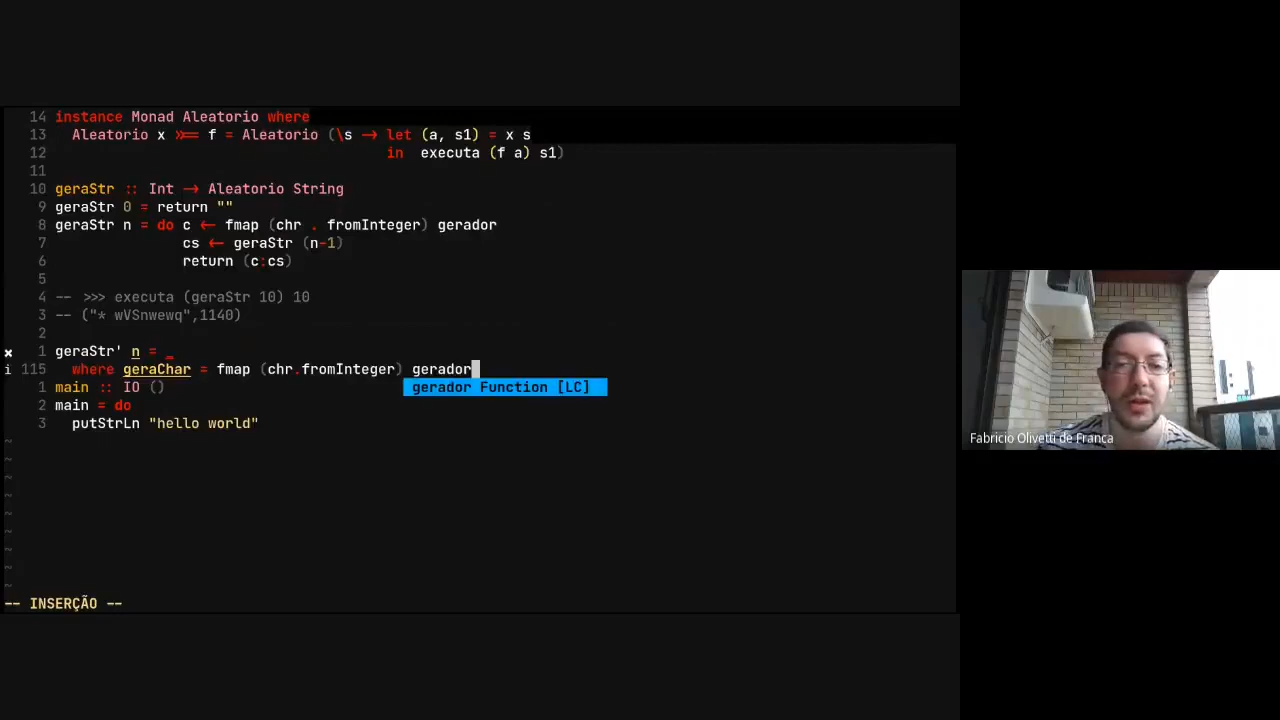 14 instance Monad Aleatorio where
13   Aleatorio x >>= f = Aleatorio (\s -> let (a, s1) = x s
12                                        in  executa (f a) s1)
11
10 geraStr :: Int -> Aleatorio String
9 geraStr 0 = return ""
8 geraStr n = do c <- fmap (chr . fromInteger) gerador
7                cs <- geraStr (n-1)
6                return (c:cs)
5
4 -- >>> executa (geraStr 10) 10
3 -- ("* wVSnwewq",1140)
2
x 1 geraStr' n = _
i 115   where geraChar = fmap (chr.fromInteger) gerador
1 main :: IO ()
gerador Function [LC]
2 main = do
3   putStrLn "hello world"
~
~
~
~
~
~
~
~
~
-- INSERÇÃO --
Fabrício Olivetti de França